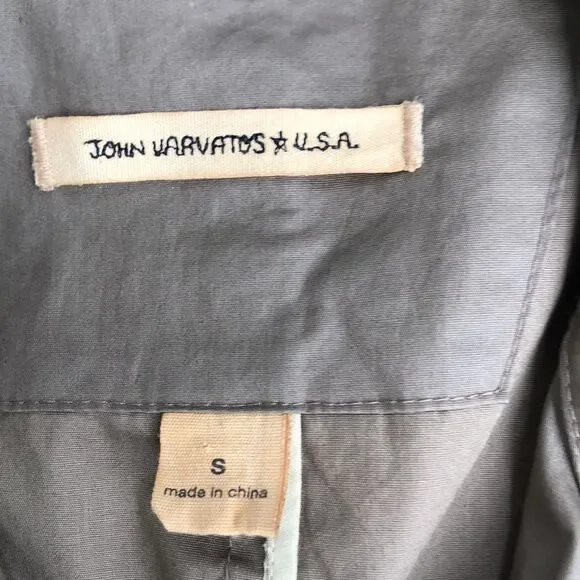 JOHN VARVATOS ☆ U.S.A.
S
made in china